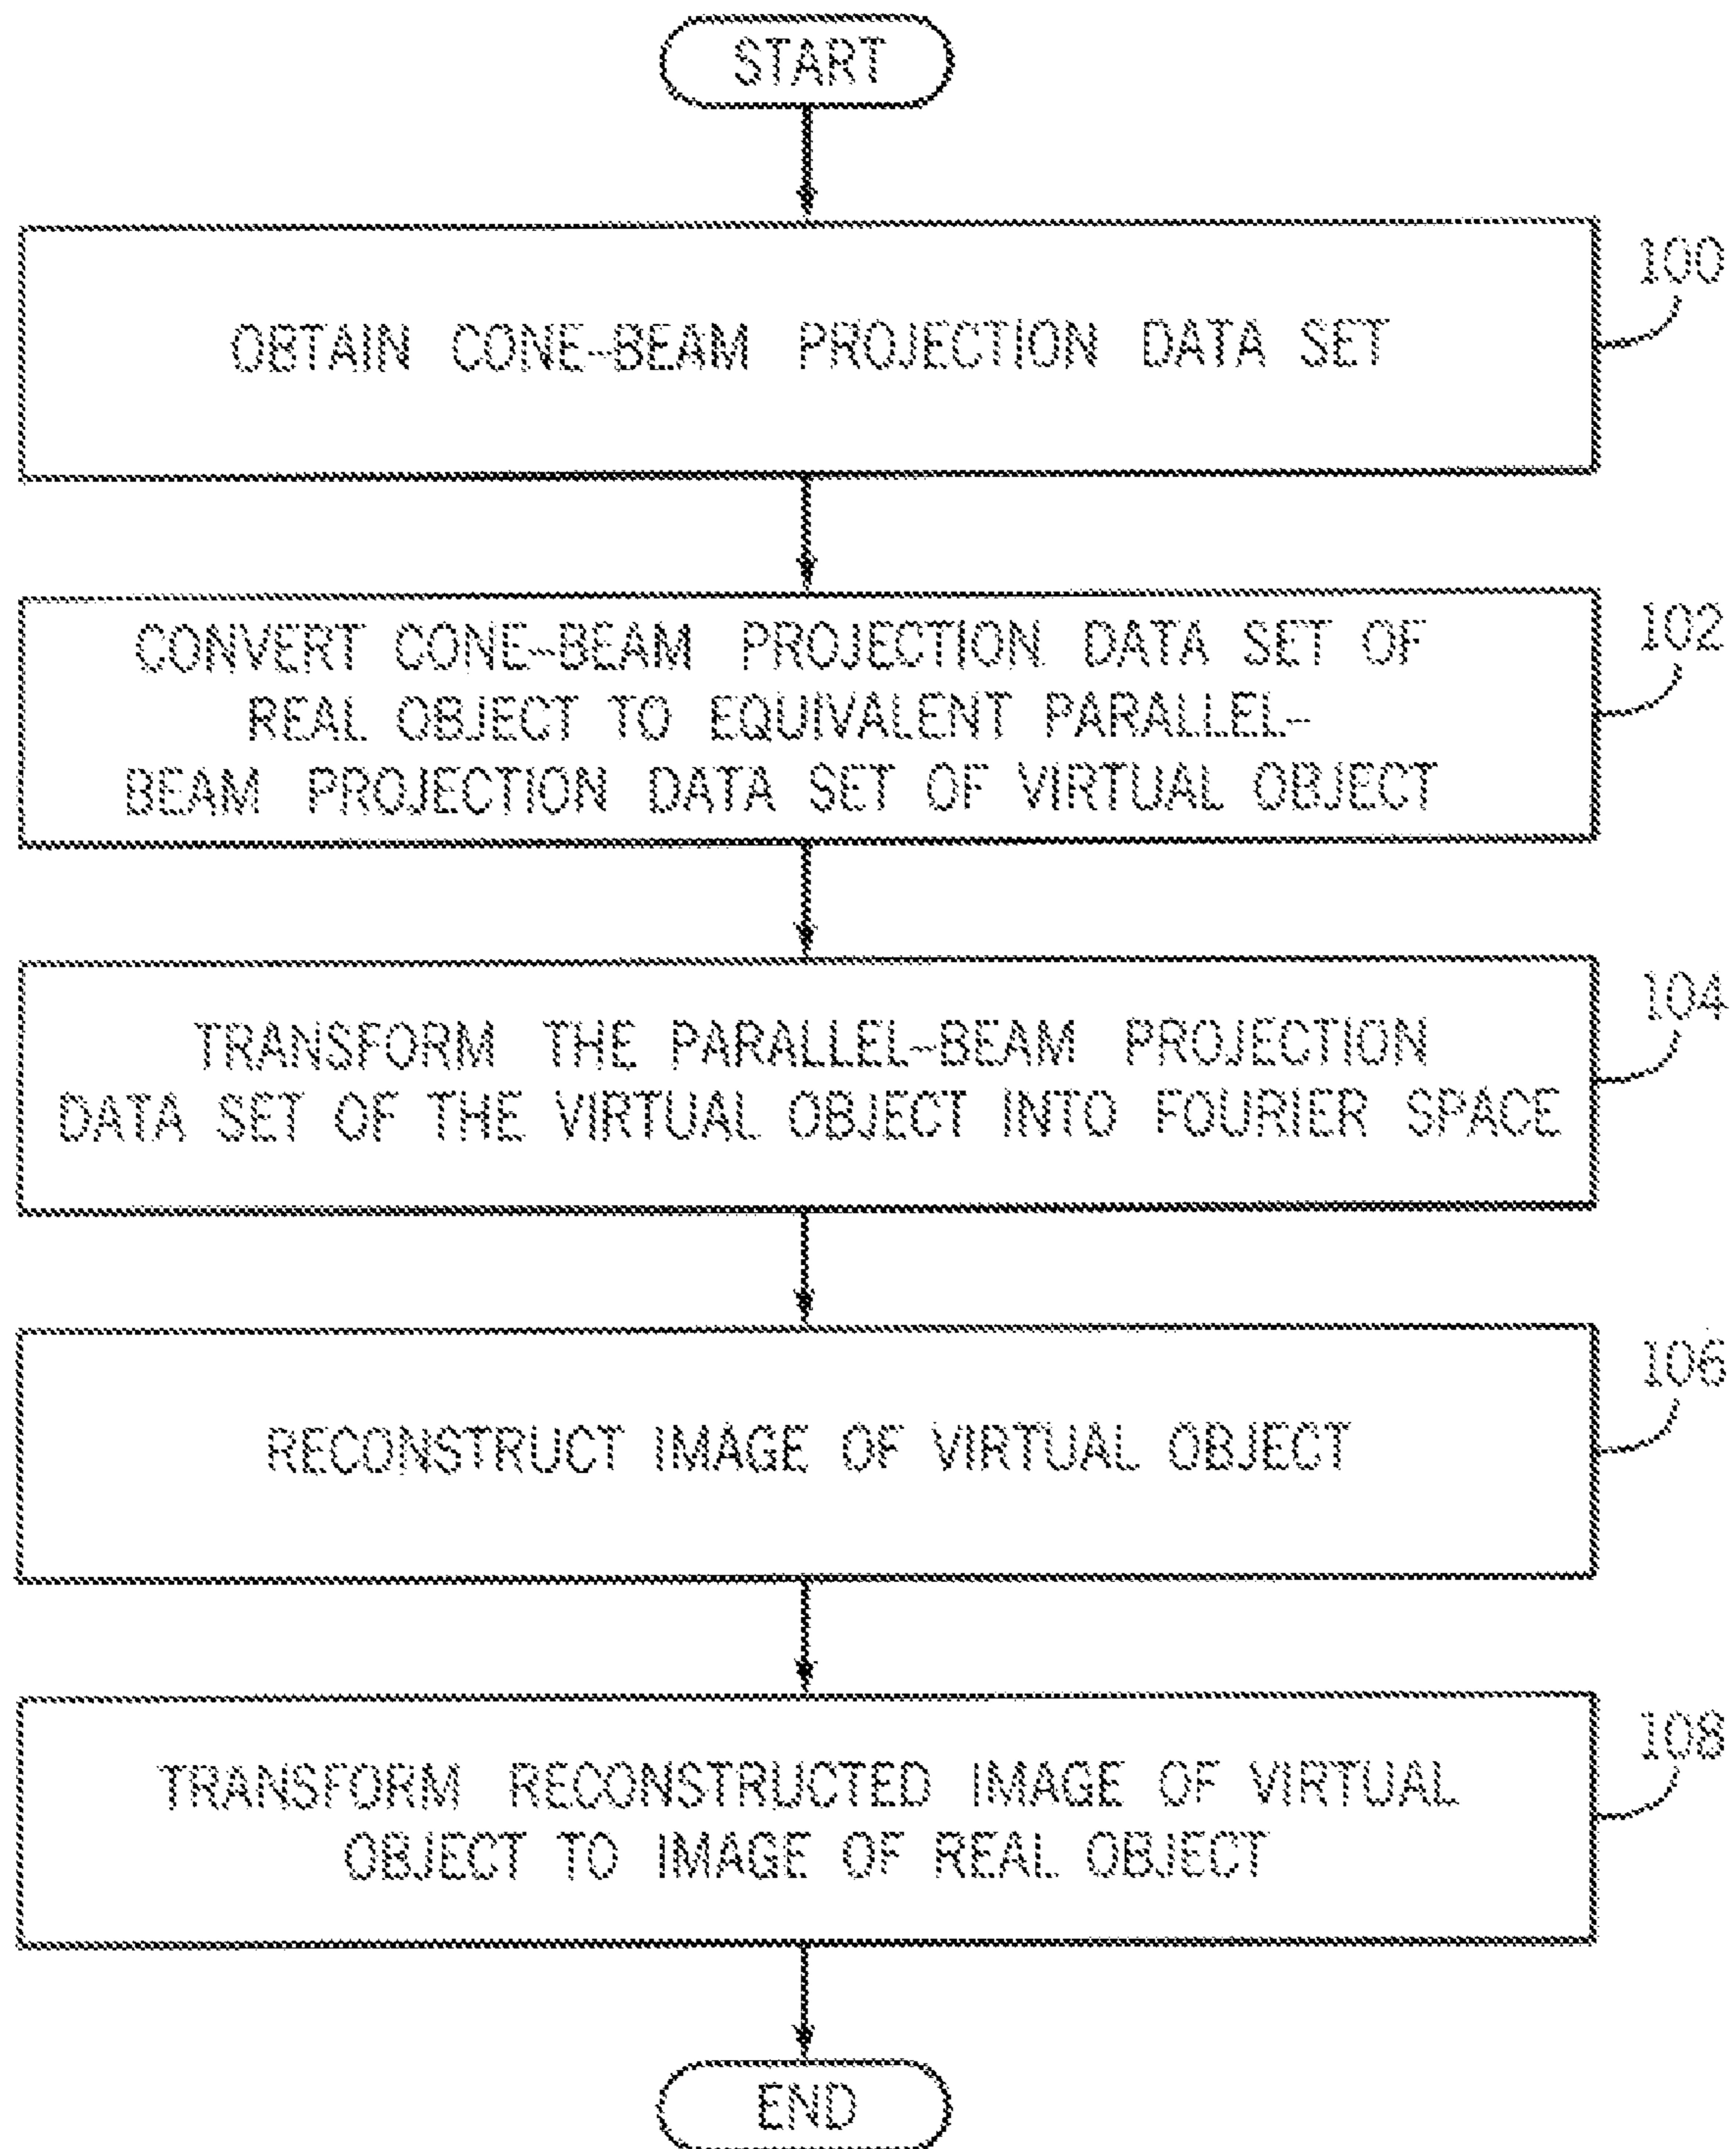 START
100
OBTAIN CONE-BEAM PROJECTION DATA SET
102
CONVERT CONE-BEAM PROJECTION DATA SET OF
REAL OBJECT TO EQUIVALENT PARALLEL-
BEAM PROJECTION DATA SET OF VIRTUAL OBJECT
104
TRANSFORM THE PARALLEL-BEAM PROJECTION
DATA SET OF THE VIRTUAL OBJECT INTO FOURIER SPACE
106
RECONSTRUCT IMAGE OF VIRTUAL OBJECT
108
TRANSFORM RECONSTRUCTED IMAGE OF VIRTUAL
OBJECT TO IMAGE OF REAL OBJECT
END